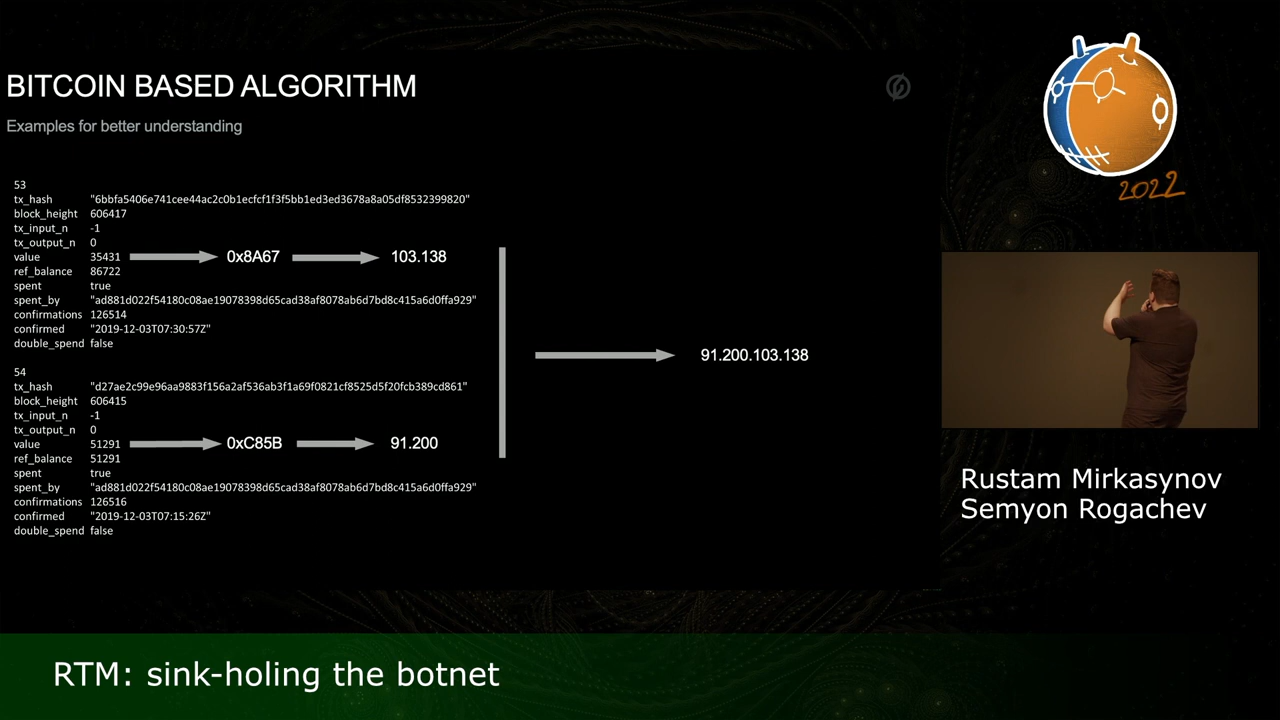 BITCOIN BASED ALGORITHM
Examples for better understanding
53
tx_hash "6bbfa5406e741cee44ac2c0b1ecfcf1f3f5bb1ed3ed3678a8a05df8532399820"
block_height 606417
tx_input_n -1
tx_output_n 0
value 35431 0x8A67 103.138
ref_balance 86722
spent true
spent_by "ad881d022f54180c08ae19078398d65cad38af8078ab6d7bd8c415a6d0ffa929"
confirmations 126514
confirmed "2019-12-03T07:30:57Z"
double_spend false
91.200.103.138
54
tx_hash "d27ae2c99e96aa9883f156a2af536ab3f1a69f0821cf8525d5f20fcb389cd861"
block_height 606415
tx_input_n -1
tx_output_n 0
value 51291 0xC85B 91.200
ref_balance 51291
spent true
spent_by "ad881d022f54180c08ae19078398d65cad38af8078ab6d7bd8c415a6d0ffa929"
confirmations 126516
confirmed "2019-12-03T07:15:26Z"
double_spend false
2022
Rustam Mirkasynov
Semyon Rogachev
RTM: sink-holing the botnet